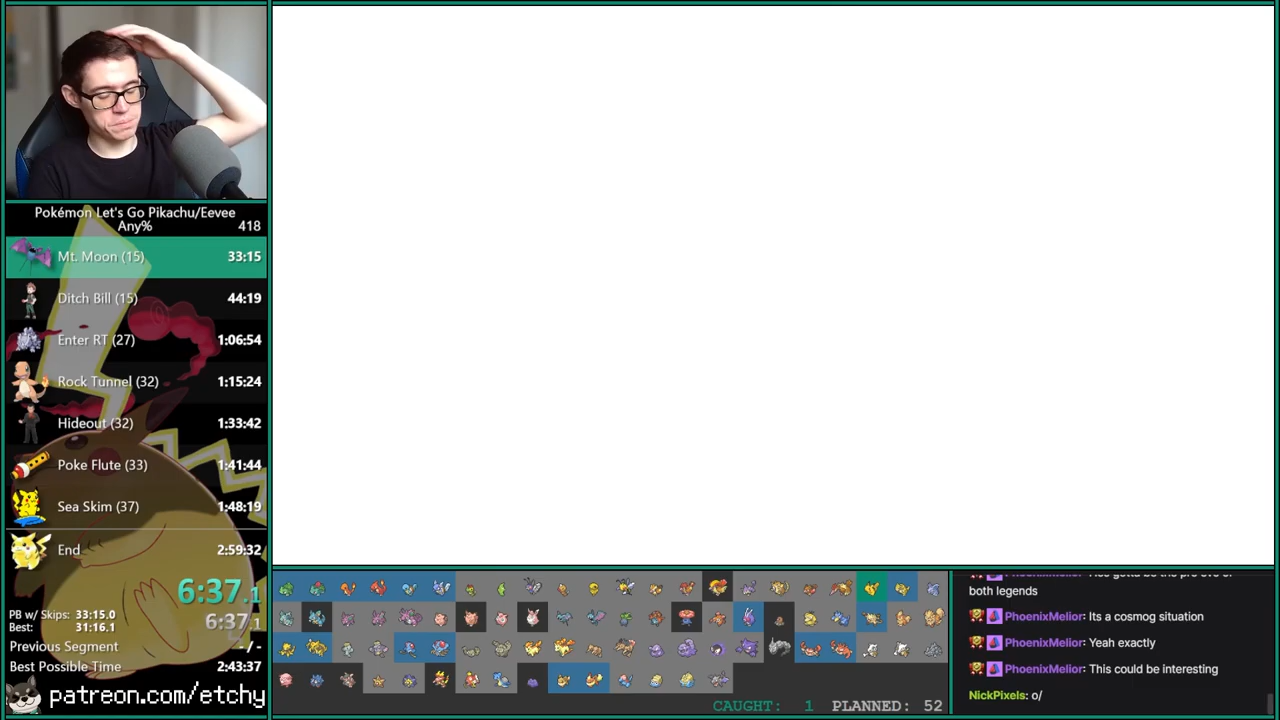 Pokémon Let's Go Pikachu/Eevee
Any% 418
Mt. Moon (15) 33:15
Ditch Bill (15) 44:19
Enter RT (27) 1:06:54
Rock Tunnel (32) 1:15:24
Hideout (32) 1:33:42
Poke Flute (33) 1:41:44
Sea Skim (37) 1:48:19
End 2:59:32
6:37.1
PB w/ Skips: 33:15.0
Best: 31:16.1
6:37.1
Previous Segment - / -
Best Possible Time 2:43:37
patreon.com/etchy
CAUGHT: 1 PLANNED: 52
both legends
PhoenixMelior: Its a cosmog situation
PhoenixMelior: Yeah exactly
PhoenixMelior: This could be interesting
NickPixels: o/